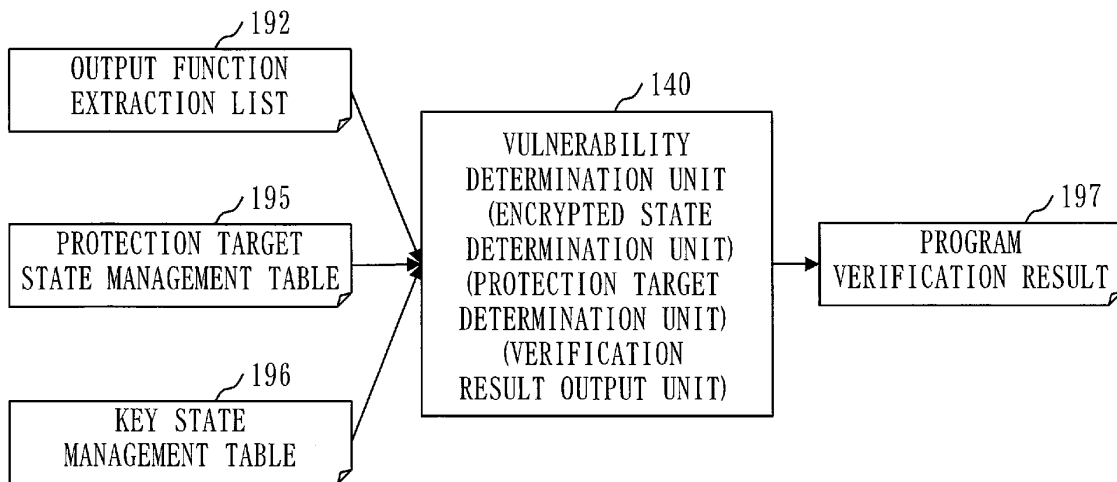 192
OUTPUT FUNCTION
EXTRACTION LIST
195
PROTECTION TARGET
STATE MANAGEMENT TABLE
196
KEY STATE
MANAGEMENT TABLE
140
VULNERABILITY
DETERMINATION UNIT
(ENCRYPTED STATE
DETERMINATION UNIT)
(PROTECTION TARGET
DETERMINATION UNIT)
(VERIFICATION
RESULT OUTPUT UNIT)
197
PROGRAM
VERIFICATION RESULT